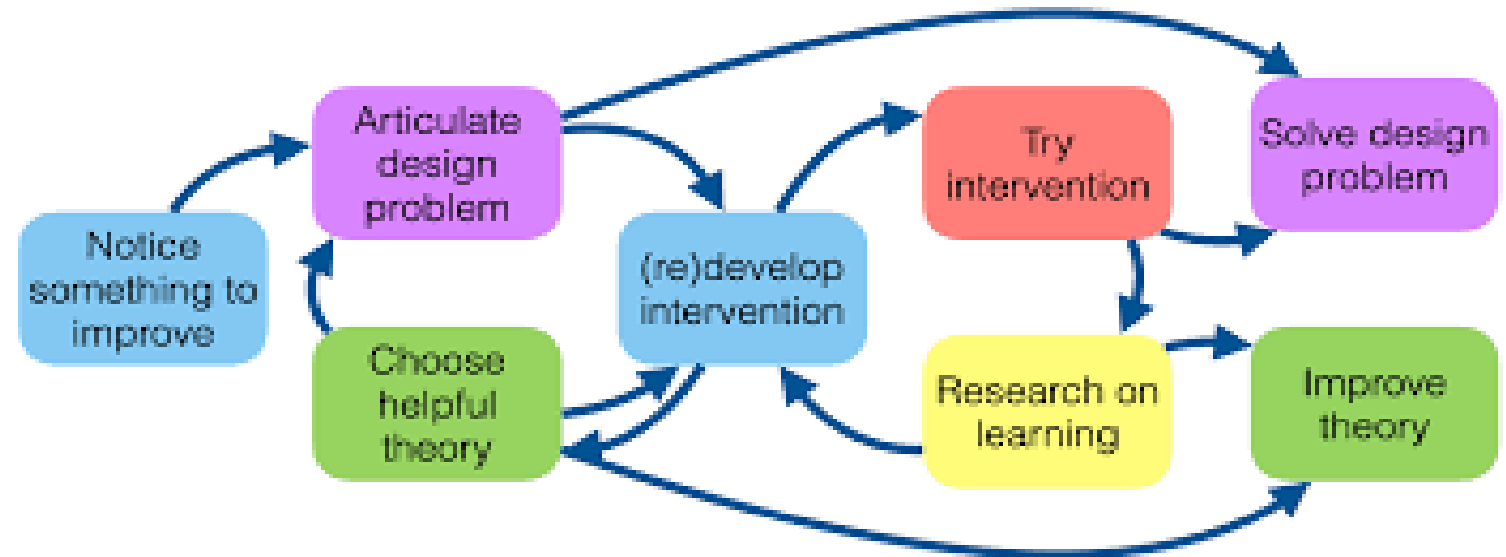 Notice
something to
improve
Articulate
design
problem
Choose
helpful
theory
(re)develop
intervention
Try
intervention
Research on
learning
Solve design
problem
Improve
theory